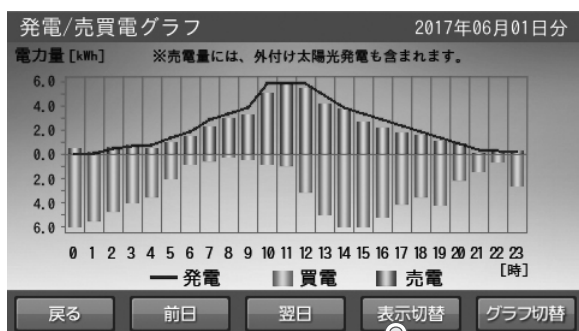 発電/売買電グラフ 2017年06月01日分
電力量[kWh] ※売電量には、外付け太陽光発電も含まれます。
6.0
4.0
2.0
0.0
2.0
4.0
6.0
0 1 2 3 4 5 6 7 8 9 10 11 12 13 14 15 16 17 18 19 20 21 22 23
[時]
発電 買電 売電
戻る 前日 翌日 表示切替 グラフ切替